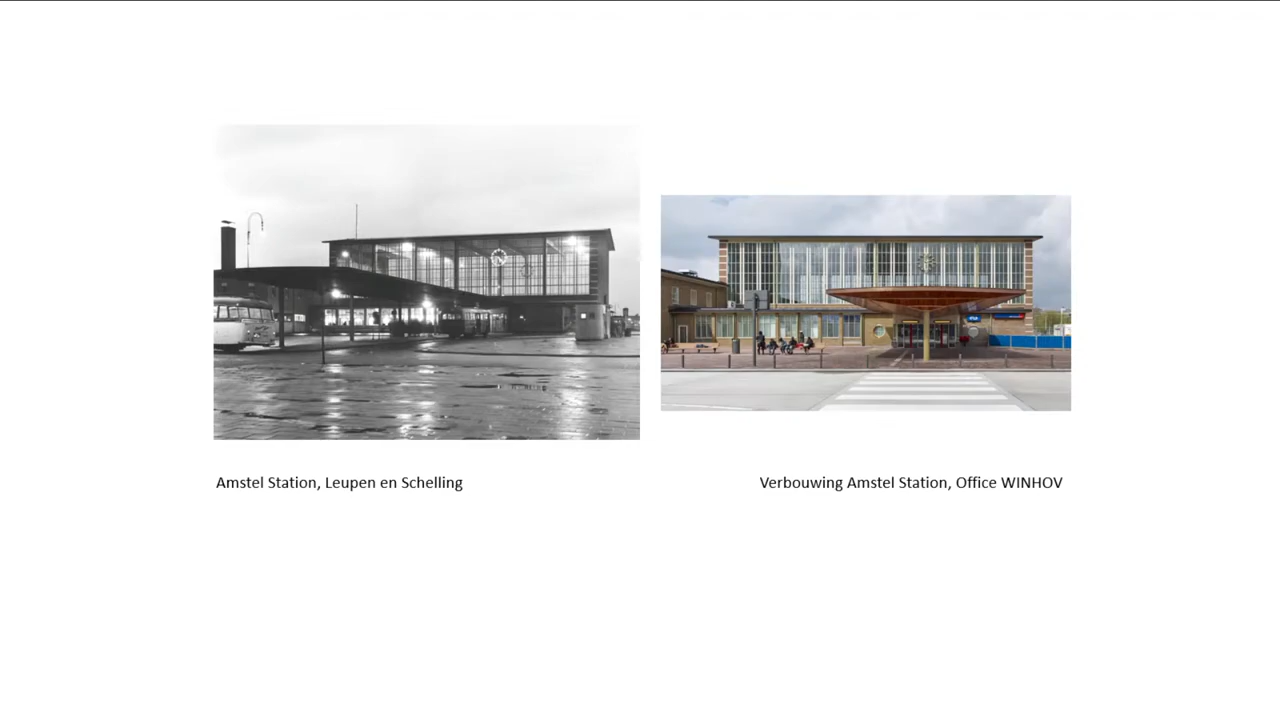 Amstel Station, Leupen en Schelling
Verbouwing Amstel Station, Office WINHOV